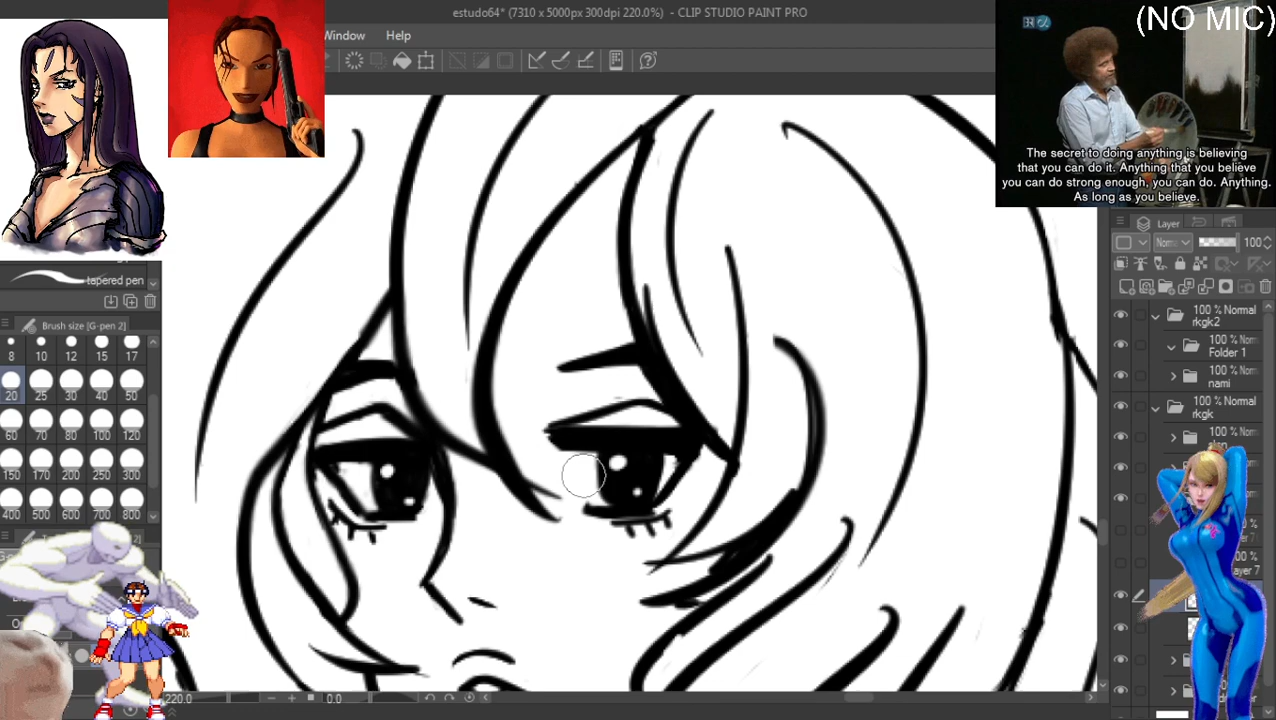 estudo64* (7310 x 5000px 300dpi 220.0%) - CLIP STUDIO PAINT PRO
(NO MIC)
Window Help
The secret to doing anything is believing
that you can do it. Anything that you believe
you can do strong enough, you can do. Anything.
As long as you believe.
Layer
100
tapered pen
Brush size [G-pen 2]
8 10 12 15 17
20 25 30 40 50
60 70 80 100 120
150 170 200 250 300
400 500 600 700 800
100 % Normal
rkgk2
100 %
Folder 1
100 %
nami
100 % Normal
rkgk
100 %
220.0
0.0